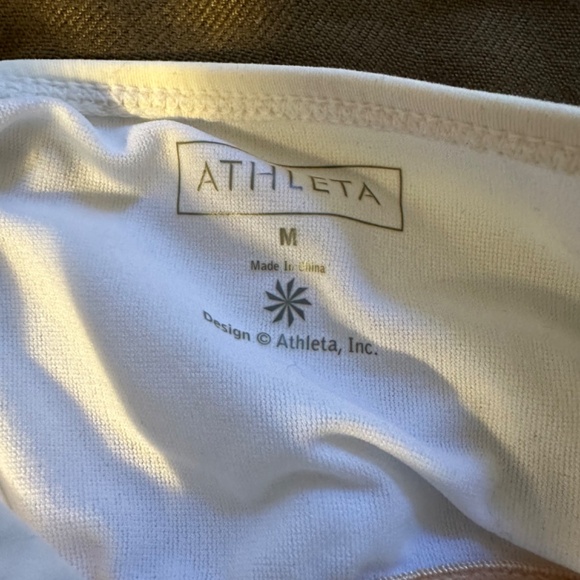 ATHLETA
M
Made In China
Design © Athleta, Inc.